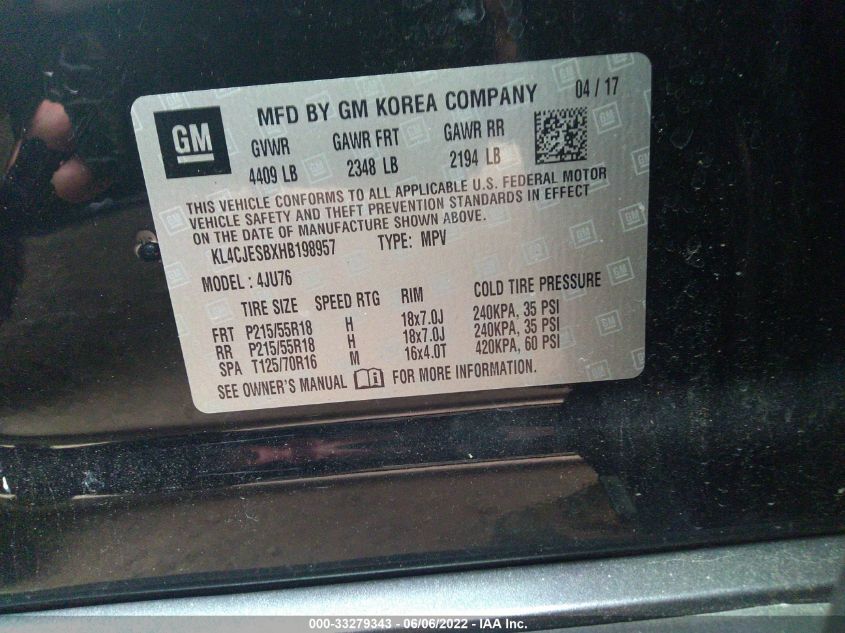 GM
MFD BY GM KOREA COMPANY 04 / 17
GVWR GAWR FRT GAWR RR
4409 LB 2348 LB 2194 LB
THIS VEHICLE CONFORMS TO ALL APPLICABLE U.S. FEDERAL MOTOR
VEHICLE SAFETY AND THEFT PREVENTION STANDARDS IN EFFECT
ON THE DATE OF MANUFACTURE SHOWN ABOVE.
KL4CJESBXHB198957 TYPE: MPV
MODEL : 4JU76
TIRE SIZE SPEED RTG RIM COLD TIRE PRESSURE
FRT P215/55R18 H 18x7.0J 240KPA, 35 PSI
RR P215/55R18 H 18x7.0J 240KPA, 35 PSI
SPA T125/70R16 M 16x4.0T 420KPA, 60 PSI
SEE OWNER'S MANUAL FOR MORE INFORMATION.
000-33279343 - 06/06/2022 - IAA Inc.